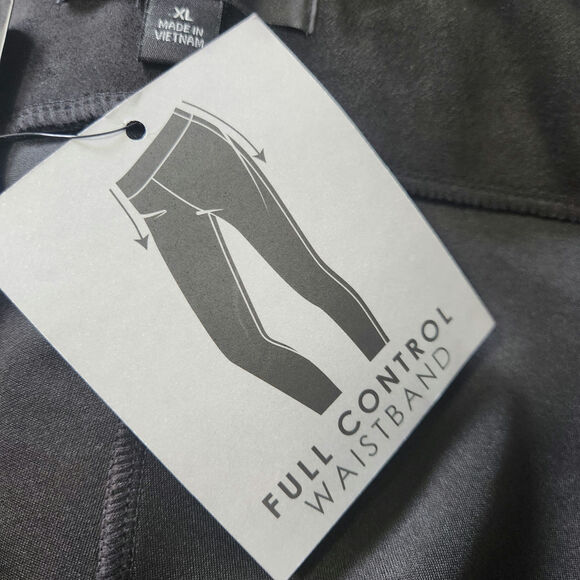 XL
MADE IN
VIETNAM
FULL CONTROL
WAISTBAND